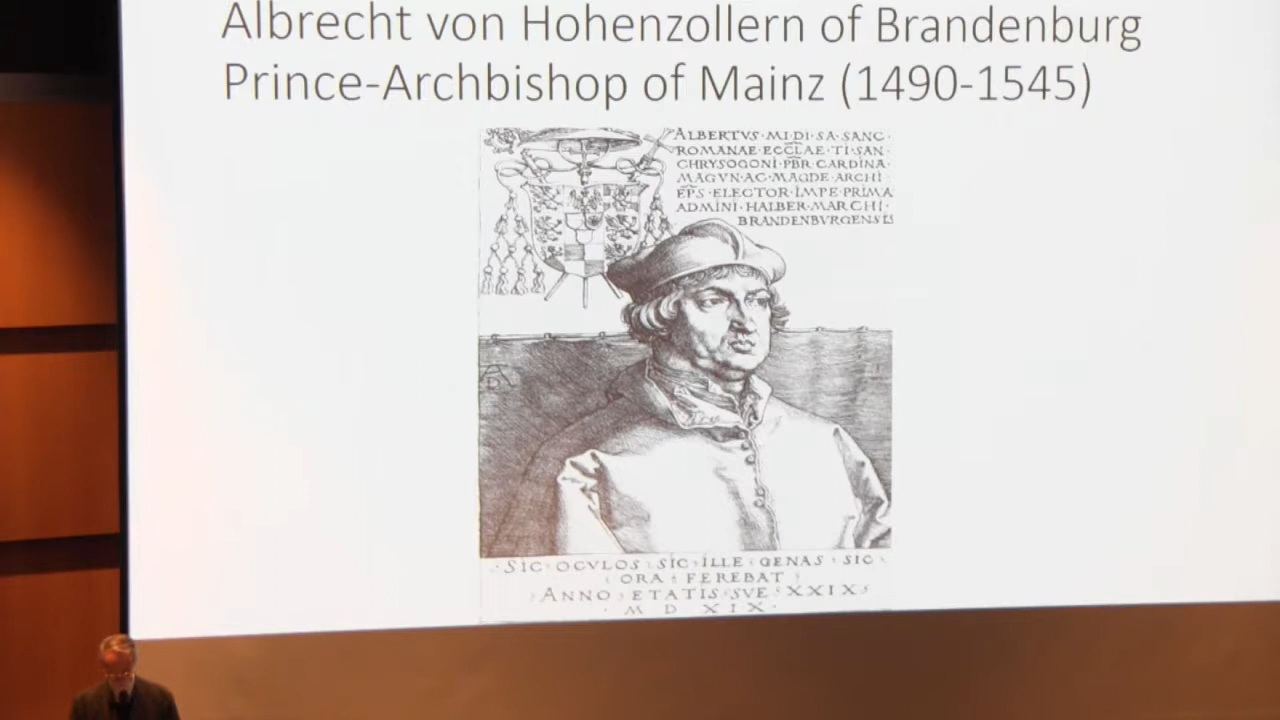 Albrecht von Hohenzollern of Brandenburg
Prince-Archbishop of Mainz (1490-1545)
ALBERTVS·MI·DI·SA·SANC·
ROMANAE·ECCLAE·TI·SAN·
CHRYSOGONI·PBR·CARDINA·
MAGVN·AC·MAGDE·ARCHI·
EPS·ELECTOR·IMPE·PRIMA
ADMINI·HALBER·MARCHI·
BRANDENBVRGENSIS
AD
·SIC·OCVLOS·SIC·ILLE·GENAS·SIC·
ORA·FEREBAT
ANNO·ETATIS·SVE·XXIX·
·M·D·XIX·